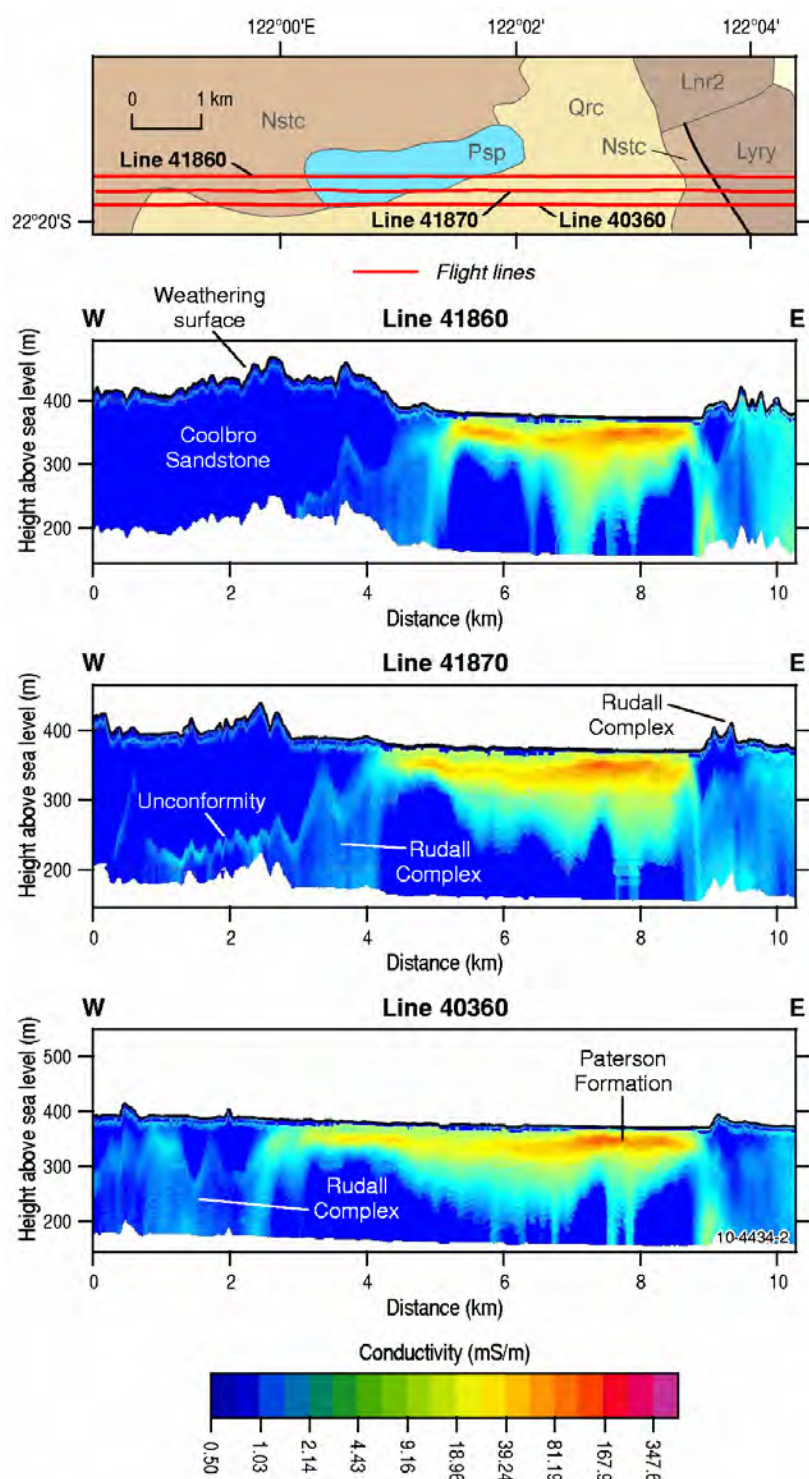 122°00'E 122°02' 122°04'
0 1 km
Nstc
Lnr2
Qrc
Psp
Nstc
Lyry
Line 41860
Line 41870
Line 40360
22°20'S
Flight lines
Weathering
surface
W Line 41860 E
Height above sea level (m)
400
300
200
Coolbro
Sandstone
0 2 4 6 8 10
Distance (km)
W Line 41870 E
Height above sea level (m)
400
300
200
Rudall
Complex
Unconformity
Rudall
Complex
0 2 4 6 8 10
Distance (km)
W Line 40360 E
Height above sea level (m)
500
400
300
200
Paterson
Formation
Rudall
Complex
10-4434-2
0 2 4 6 8 10
Distance (km)
Conductivity (mS/m)
0.50 1.03 2.14 4.43 9.16 18.96 39.24 81.19